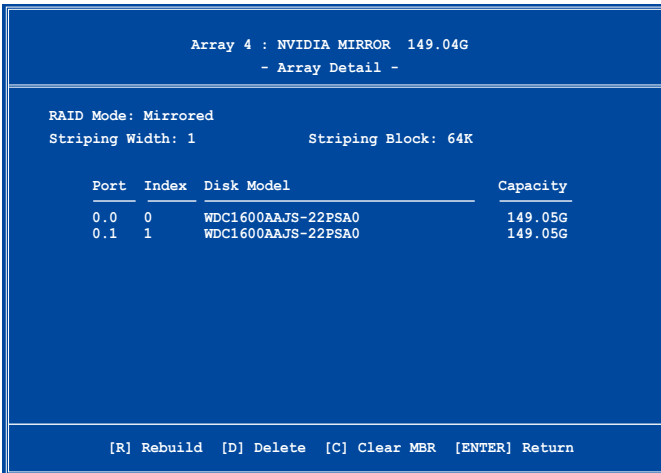 Array 4 : NVIDIA MIRROR 149.04G
- Array Detail -
RAID Mode: Mirrored
Striping Width: 1 Striping Block: 64K
Port Index Disk Model Capacity
0.0 0 WDC1600AAJS-22PSA0 149.05G
0.1 1 WDC1600AAJS-22PSA0 149.05G
[R] Rebuild [D] Delete [C] Clear MBR [ENTER] Return